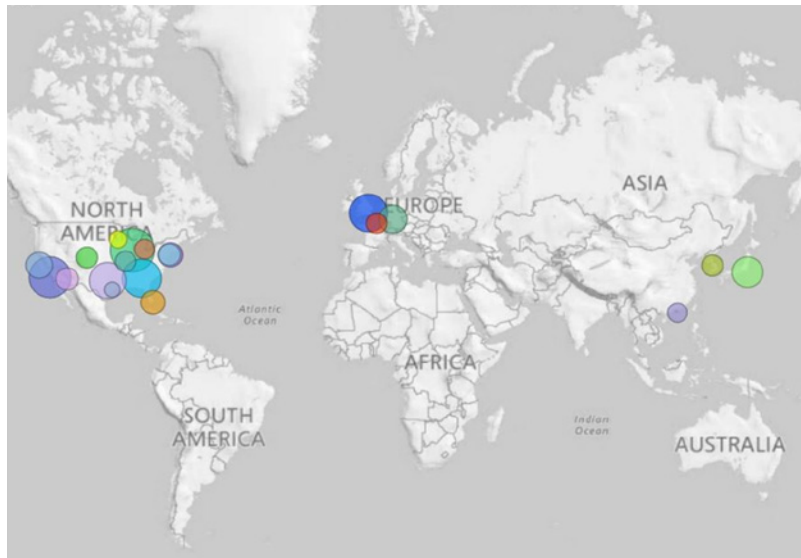 ASIA
NORTH
AMERICA
EUROPE
Atlantic
Ocean
AFRICA
SOUTH
AMERICA
Indian
Ocean
AUSTRALIA